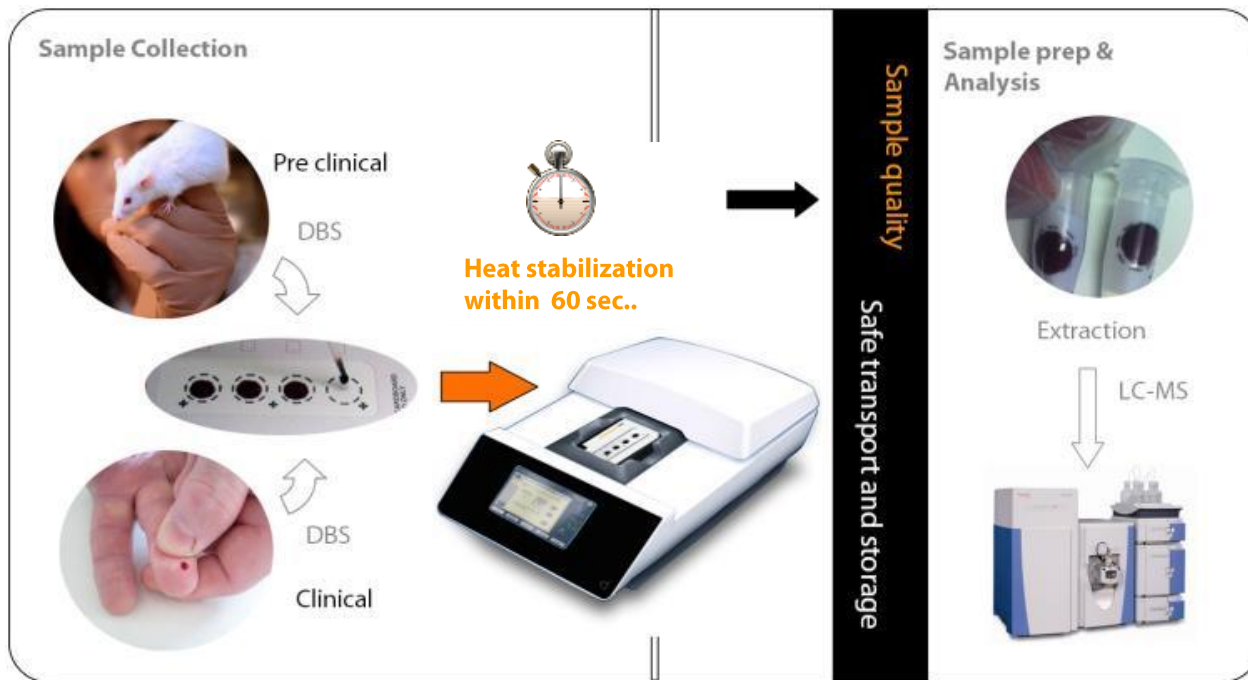 Sample Collection
Pre clinical
DBS
Heat stabilization
within 60 sec..
DBS
Clinical
Sample quality
Safe transport and storage
Sample prep &
Analysis
Extraction
LC-MS